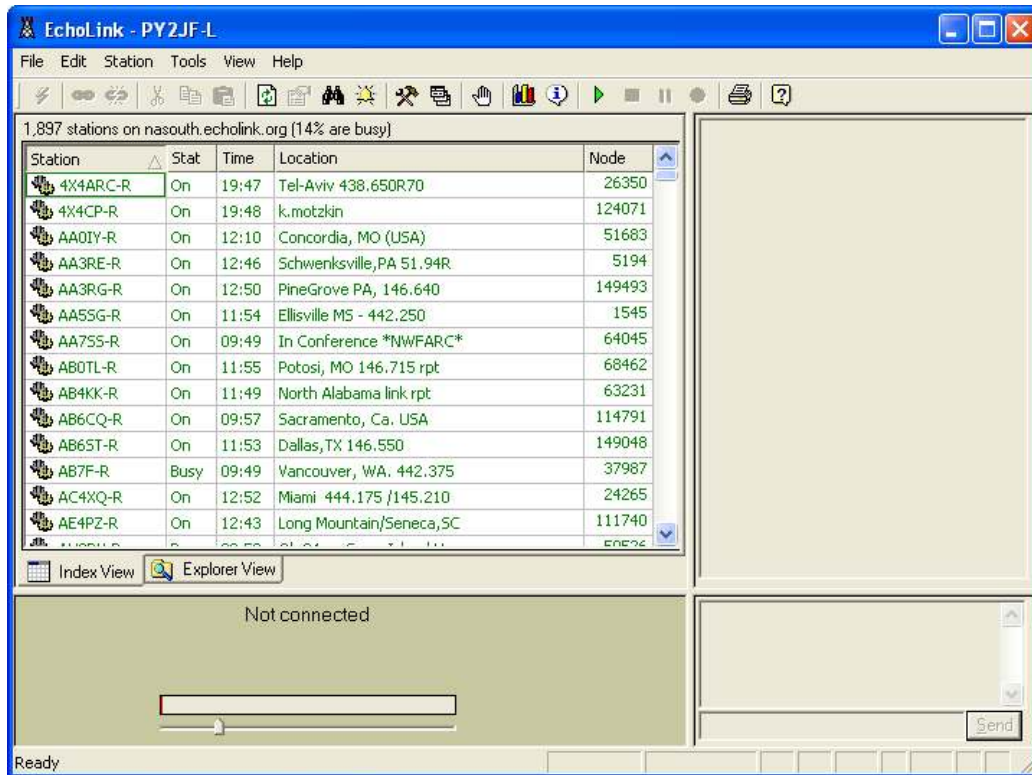 EchoLink - PY2JF-L
File Edit Station Tools View Help
1,897 stations on nasouth.echolink.org (14% are busy)
Station Stat Time Location Node
4X4ARC-R On 19:47 Tel-Aviv 438.650R70 26350
4X4CP-R On 19:48 k.motzkin 124071
AA0IY-R On 12:10 Concordia, MO (USA) 51683
AA3RE-R On 12:46 Schwenksville,PA 51.94R 5194
AA3RG-R On 12:50 PineGrove PA, 146.640 149493
AA5SG-R On 11:54 Ellisville MS - 442.250 1545
AA7SS-R On 09:49 In Conference *NWFARC* 64045
AB0TL-R On 11:55 Potosi, MO 146.715 rpt 68462
AB4KK-R On 11:49 North Alabama link rpt 63231
AB6CQ-R On 09:57 Sacramento, Ca. USA 114791
AB6ST-R On 11:53 Dallas,TX 146.550 149048
AB7F-R Busy 09:49 Vancouver, WA. 442.375 37987
AC4XQ-R On 12:52 Miami 444.175 /145.210 24265
AE4PZ-R On 12:43 Long Mountain/Seneca,SC 111740
Index View Explorer View
Not connected
Send
Ready